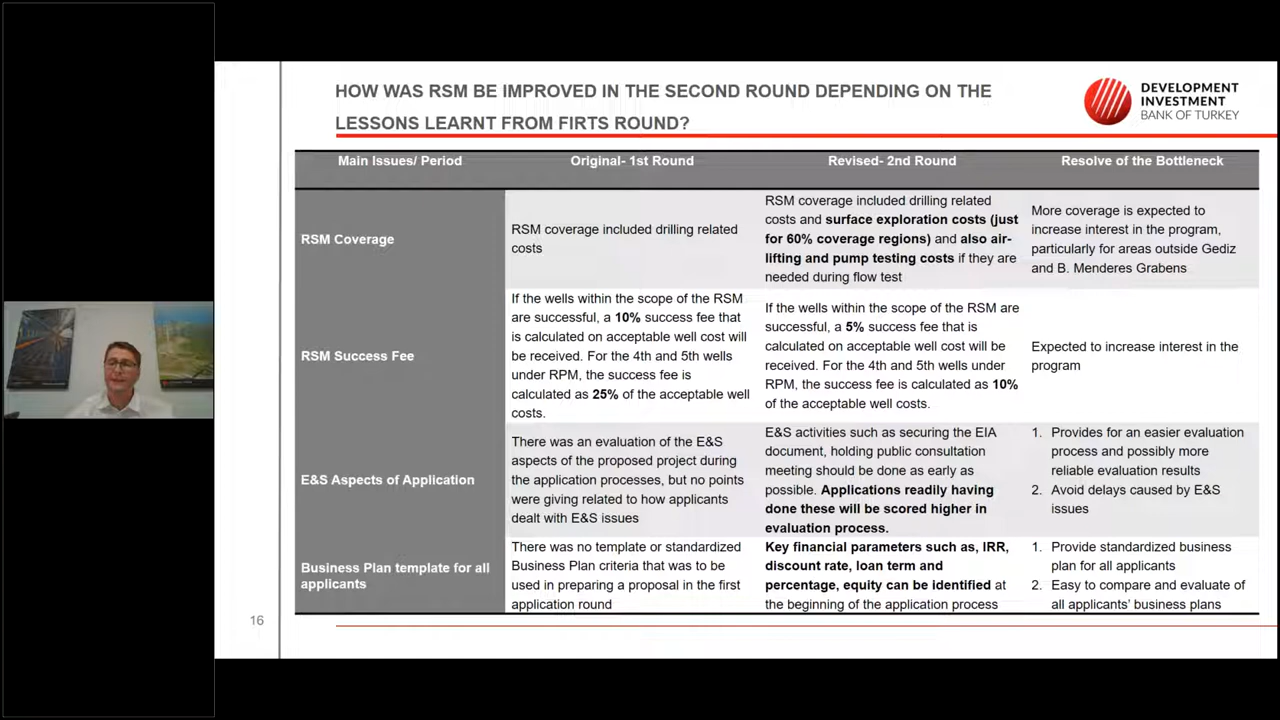 HOW WAS RSM BE IMPROVED IN THE SECOND ROUND DEPENDING ON THE
LESSONS LEARNT FROM FIRTS ROUND?
DEVELOPMENT
INVESTMENT
BANK OF TURKEY
Main Issues/ Period
Original- 1st Round
Revised- 2nd Round
Resolve of the Bottleneck
RSM Coverage
RSM coverage included drilling related
costs
RSM coverage included drilling related
costs and surface exploration costs (just
for 60% coverage regions) and also air-
lifting and pump testing costs if they are
needed during flow test
More coverage is expected to
increase interest in the program,
particularly for areas outside Gediz
and B. Menderes Grabens
RSM Success Fee
If the wells within the scope of the RSM
are successful, a 10% success fee that
is calculated on acceptable well cost will
be received. For the 4th and 5th wells
under RPM, the success fee is
calculated as 25% of the acceptable well
costs.
If the wells within the scope of the RSM are
successful, a 5% success fee that is
calculated on acceptable well cost will be
received. For the 4th and 5th wells under
RPM, the success fee is calculated as 10%
of the acceptable well costs.
Expected to increase interest in the
program
E&S Aspects of Application
There was an evaluation of the E&S
aspects of the proposed project during
the application processes, but no points
were giving related to how applicants
dealt with E&S issues
E&S activities such as securing the EIA
document, holding public consultation
meeting should be done as early as
possible. Applications readily having
done these will be scored higher in
evaluation process.
1. Provides for an easier evaluation
process and possibly more
reliable evaluation results
2. Avoid delays caused by E&S
issues
Business Plan template for all
applicants
There was no template or standardized
Business Plan criteria that was to be
used in preparing a proposal in the first
application round
Key financial parameters such as, IRR,
discount rate, loan term and
percentage, equity can be identified at
the beginning of the application process
1. Provide standardized business
plan for all applicants
2. Easy to compare and evaluate of
all applicants' business plans
16